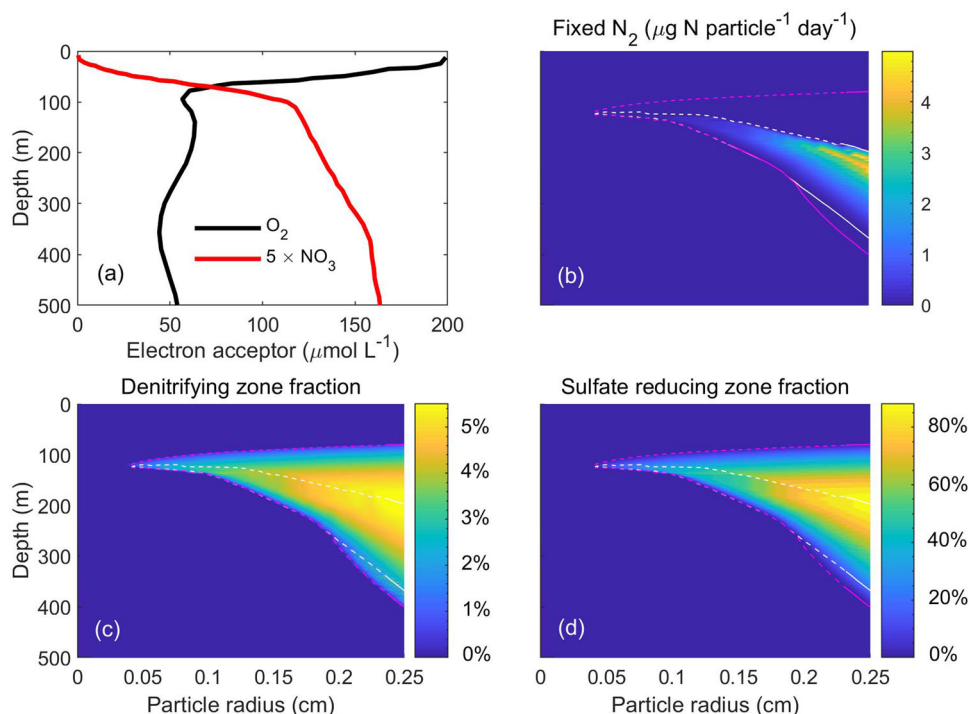 0
100
200
300
400
500
Depth (m)
O2
5 × NO3
(a)
0 50 100 150 200
Electron acceptor (μmol L-1)
Fixed N2 (μg N particle-1 day-1)
(b)
4
3
2
1
0
Denitrifying zone fraction
0
100
200
300
400
500
Depth (m)
(c)
0 0.05 0.1 0.15 0.2 0.25
Particle radius (cm)
5%
4%
3%
2%
1%
0%
Sulfate reducing zone fraction
(d)
0 0.05 0.1 0.15 0.2 0.25
Particle radius (cm)
80%
60%
40%
20%
0%